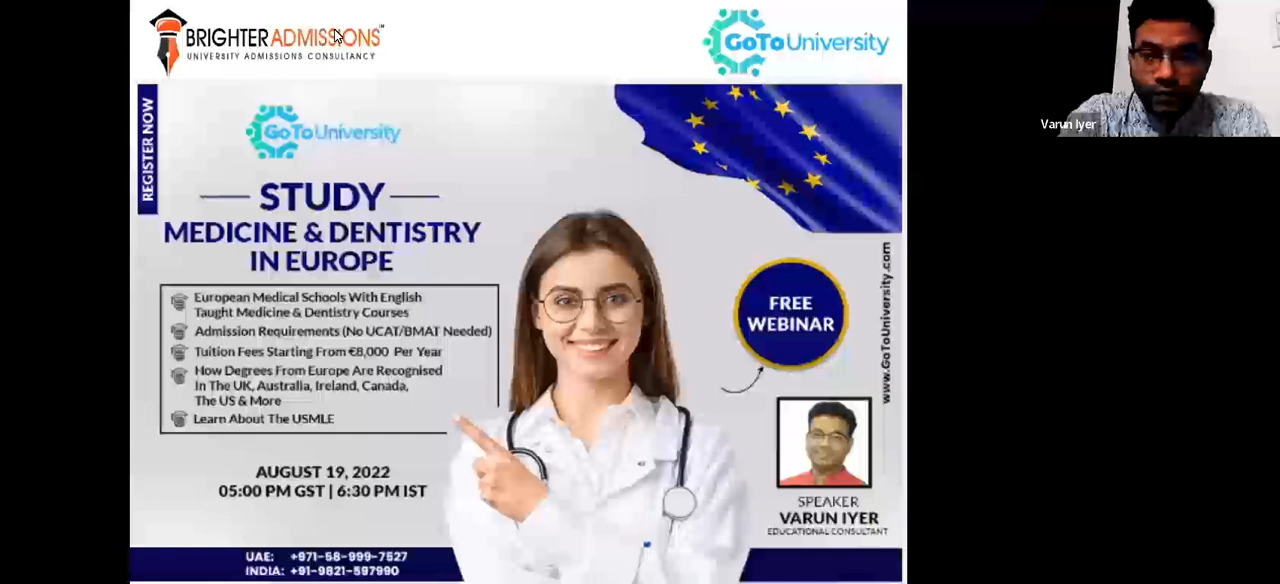 BRIGHTER ADMISSIONS™
UNIVERSITY ADMISSIONS CONSULTANCY
GoToUniversity
Varun Iyer
REGISTER NOW
GoToUniversity
STUDY
MEDICINE & DENTISTRY
IN EUROPE
European Medical Schools With English
Taught Medicine & Dentistry Courses
Admission Requirements (No UCAT/BMAT Needed)
Tuition Fees Starting From €8,000 Per Year
How Degrees From Europe Are Recognised
In The UK, Australia, Ireland, Canada,
The US & More
Learn About The USMLE
FREE
WEBINAR
www.GoToUniversity.com
AUGUST 19, 2022
05:00 PM GST | 6:30 PM IST
SPEAKER
VARUN IYER
EDUCATIONAL CONSULTANT
UAE: +971-58-999-7527
INDIA: +91-9821-597990